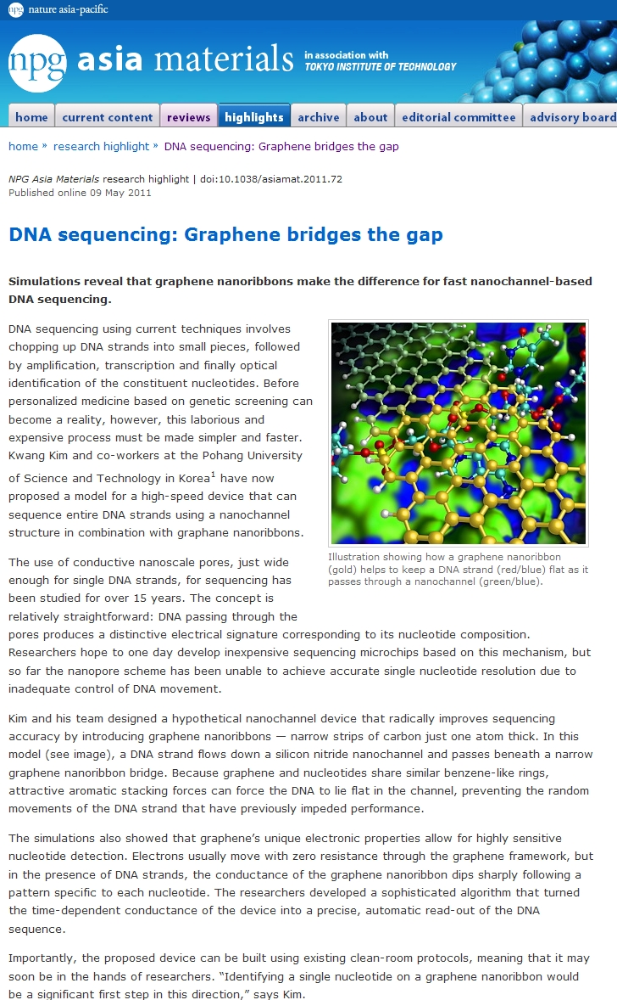 npg nature asia-pacific
npg asia materials
in association with
TOKYO INSTITUTE OF TECHNOLOGY
home current content reviews highlights archive about editorial committee advisory board
home » research highlight » DNA sequencing: Graphene bridges the gap
NPG Asia Materials research highlight | doi:10.1038/asiamat.2011.72
Published online 09 May 2011
DNA sequencing: Graphene bridges the gap
Simulations reveal that graphene nanoribbons make the difference for fast nanochannel-based
DNA sequencing.
DNA sequencing using current techniques involves
chopping up DNA strands into small pieces, followed
by amplification, transcription and finally optical
identification of the constituent nucleotides. Before
personalized medicine based on genetic screening can
become a reality, however, this laborious and
expensive process must be made simpler and faster.
Kwang Kim and co-workers at the Pohang University
of Science and Technology in Korea1 have now
proposed a model for a high-speed device that can
sequence entire DNA strands using a nanochannel
structure in combination with graphane nanoribbons.
Illustration showing how a graphene nanoribbon
(gold) helps to keep a DNA strand (red/blue) flat as it
passes through a nanochannel (green/blue).
The use of conductive nanoscale pores, just wide
enough for single DNA strands, for sequencing has
been studied for over 15 years. The concept is
relatively straightforward: DNA passing through the
pores produces a distinctive electrical signature corresponding to its nucleotide composition.
Researchers hope to one day develop inexpensive sequencing microchips based on this mechanism, but
so far the nanopore scheme has been unable to achieve accurate single nucleotide resolution due to
inadequate control of DNA movement.
Kim and his team designed a hypothetical nanochannel device that radically improves sequencing
accuracy by introducing graphene nanoribbons — narrow strips of carbon just one atom thick. In this
model (see image), a DNA strand flows down a silicon nitride nanochannel and passes beneath a narrow
graphene nanoribbon bridge. Because graphene and nucleotides share similar benzene-like rings,
attractive aromatic stacking forces can force the DNA to lie flat in the channel, preventing the random
movements of the DNA strand that have previously impeded performance.
The simulations also showed that graphene’s unique electronic properties allow for highly sensitive
nucleotide detection. Electrons usually move with zero resistance through the graphene framework, but
in the presence of DNA strands, the conductance of the graphene nanoribbon dips sharply following a
pattern specific to each nucleotide. The researchers developed a sophisticated algorithm that turned
the time-dependent conductance of the device into a precise, automatic read-out of the DNA
sequence.
Importantly, the proposed device can be built using existing clean-room protocols, meaning that it may
soon be in the hands of researchers. “Identifying a single nucleotide on a graphene nanoribbon would
be a significant first step in this direction,” says Kim.